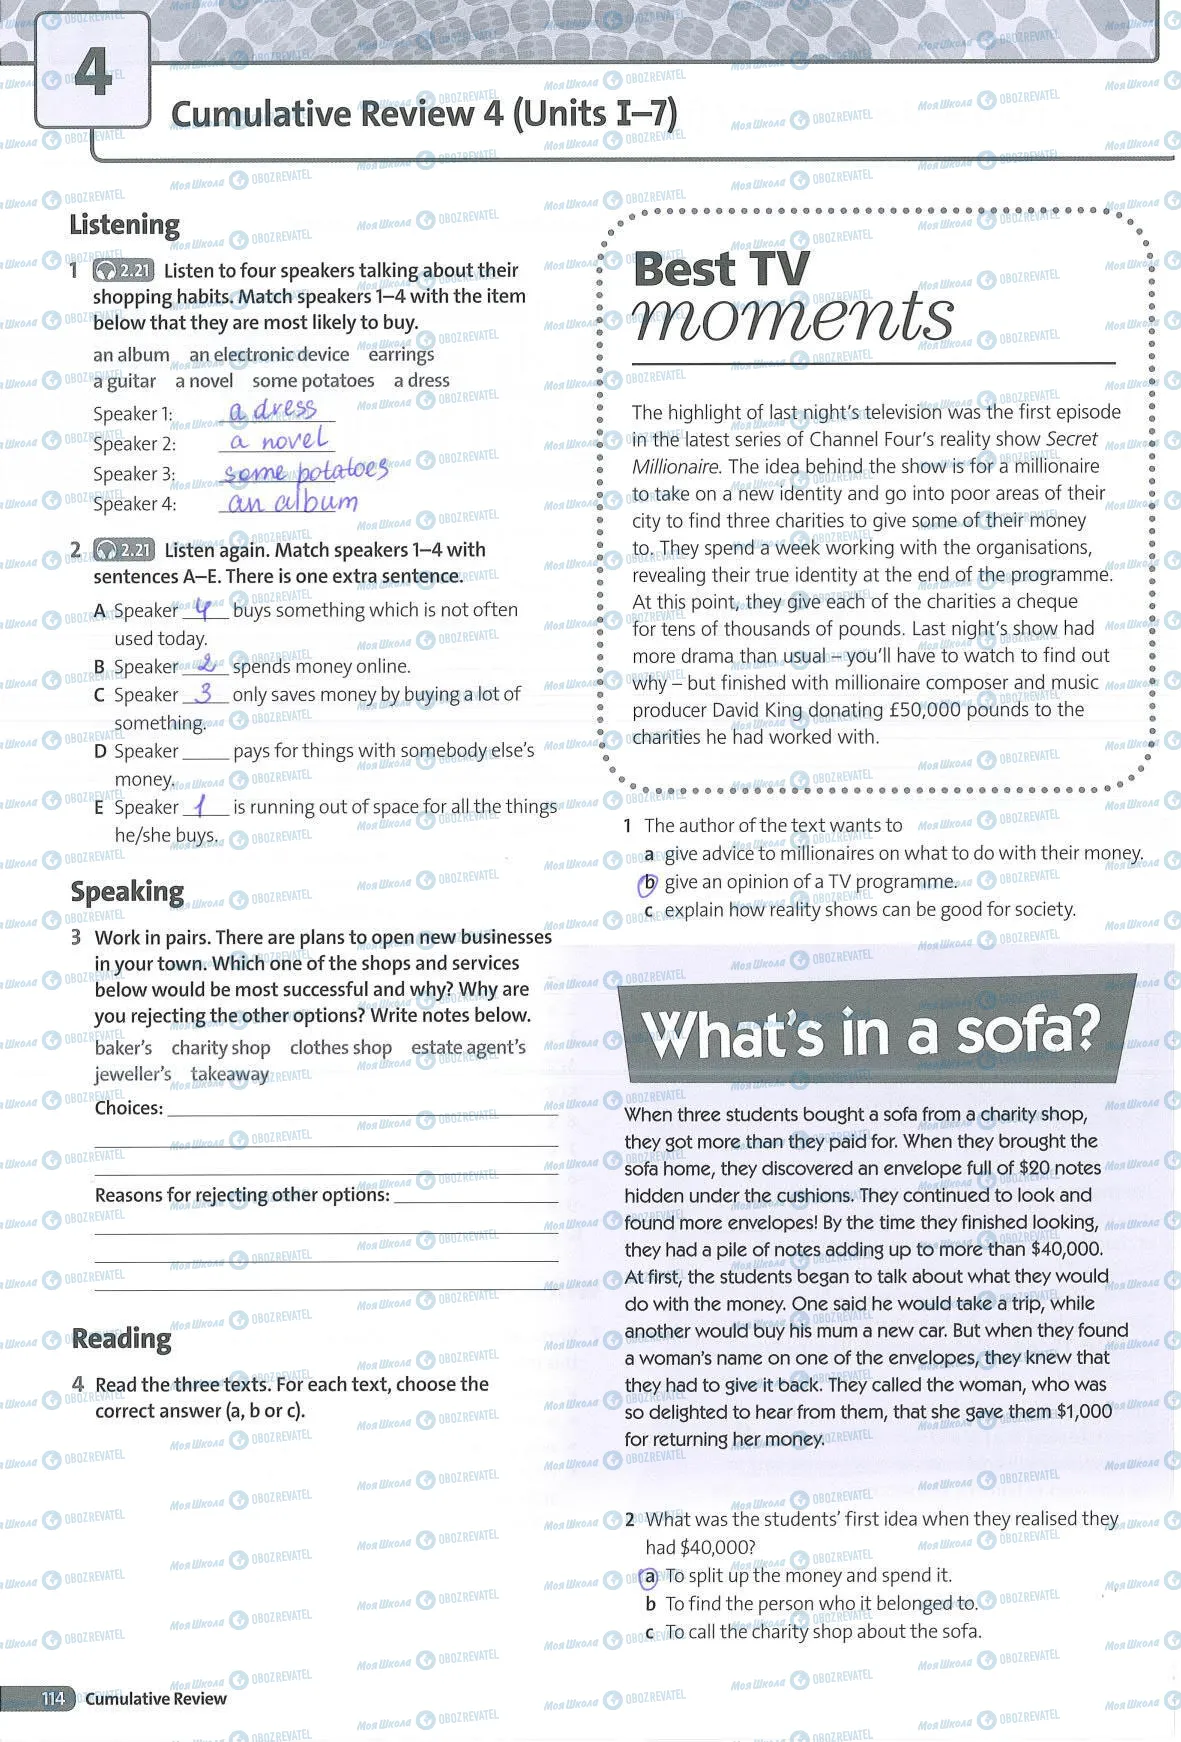 4
Cumulative Review 4 (Units I–7)
Listening
1 2.21 Listen to four speakers talking about their
shopping habits. Match speakers 1–4 with the item
below that they are most likely to buy.
an album an electronic device earrings
a guitar a novel some potatoes a dress
Speaker 1: a dress
Speaker 2: a novel
Speaker 3: some potatoes
Speaker 4: an album
2 2.21 Listen again. Match speakers 1–4 with
sentences A–E. There is one extra sentence.
A Speaker 4 buys something which is not often
used today.
B Speaker 2 spends money online.
C Speaker 3 only saves money by buying a lot of
something.
D Speaker ____ pays for things with somebody else's
money.
E Speaker 1 is running out of space for all the things
he/she buys.
Speaking
3 Work in pairs. There are plans to open new businesses
in your town. Which one of the shops and services
below would be most successful and why? Why are
you rejecting the other options? Write notes below.
baker's charity shop clothes shop estate agent's
jeweller's takeaway
Choices:
Reasons for rejecting other options:
Reading
4 Read the three texts. For each text, choose the
correct answer (a, b or c).
Best TV
moments
The highlight of last night's television was the first episode
in the latest series of Channel Four's reality show Secret
Millionaire. The idea behind the show is for a millionaire
to take on a new identity and go into poor areas of their
city to find three charities to give some of their money
to. They spend a week working with the organisations,
revealing their true identity at the end of the programme.
At this point, they give each of the charities a cheque
for tens of thousands of pounds. Last night's show had
more drama than usual – you'll have to watch to find out
why – but finished with millionaire composer and music
producer David King donating £50,000 pounds to the
charities he had worked with.
1 The author of the text wants to
a give advice to millionaires on what to do with their money.
b give an opinion of a TV programme.
c explain how reality shows can be good for society.
What's in a sofa?
When three students bought a sofa from a charity shop,
they got more than they paid for. When they brought the
sofa home, they discovered an envelope full of $20 notes
hidden under the cushions. They continued to look and
found more envelopes! By the time they finished looking,
they had a pile of notes adding up to more than $40,000.
At first, the students began to talk about what they would
do with the money. One said he would take a trip, while
another would buy his mum a new car. But when they found
a woman's name on one of the envelopes, they knew that
they had to give it back. They called the woman, who was
so delighted to hear from them, that she gave them $1,000
for returning her money.
2 What was the students' first idea when they realised they
had $40,000?
a To split up the money and spend it.
b To find the person who it belonged to.
c To call the charity shop about the sofa.
114 Cumulative Review
Моя Школа OBOZREVATEL